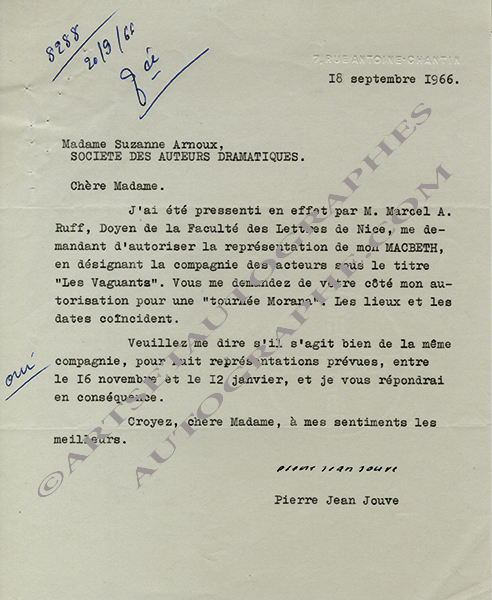 8288
20/9/66
7, RUE ANTOINE-CHANTIN
18 septembre 1966.
Madame Suzanne Arnoux,
SOCIETE DES AUTEURS DRAMATIQUES.
Chère Madame.
J'ai été pressenti en effet par M. Marcel A.
Ruff, Doyen de la Faculté des Lettres de Nice, me de-
mandant d'autoriser la représentation de mon MACBETH,
en désignant la compagnie des acteurs sous le titre
"Les Vaguants". Vous me demandez de votre côté mon au-
torisation pour une "tournée Morana". Les lieux et les
dates coïncident.
Veuillez me dire s'il s'agit bien de la même
compagnie, pour huit représentations prévues, entre
le 16 novembre et le 12 janvier, et je vous répondrai
en conséquence.
oui
Croyez, chère Madame, à mes sentiments les
meilleurs.
Pierre Jean Jouve
Pierre Jean Jouve
©ARTSETAUTOGRAPHES
AUTOGRAPHE.COM